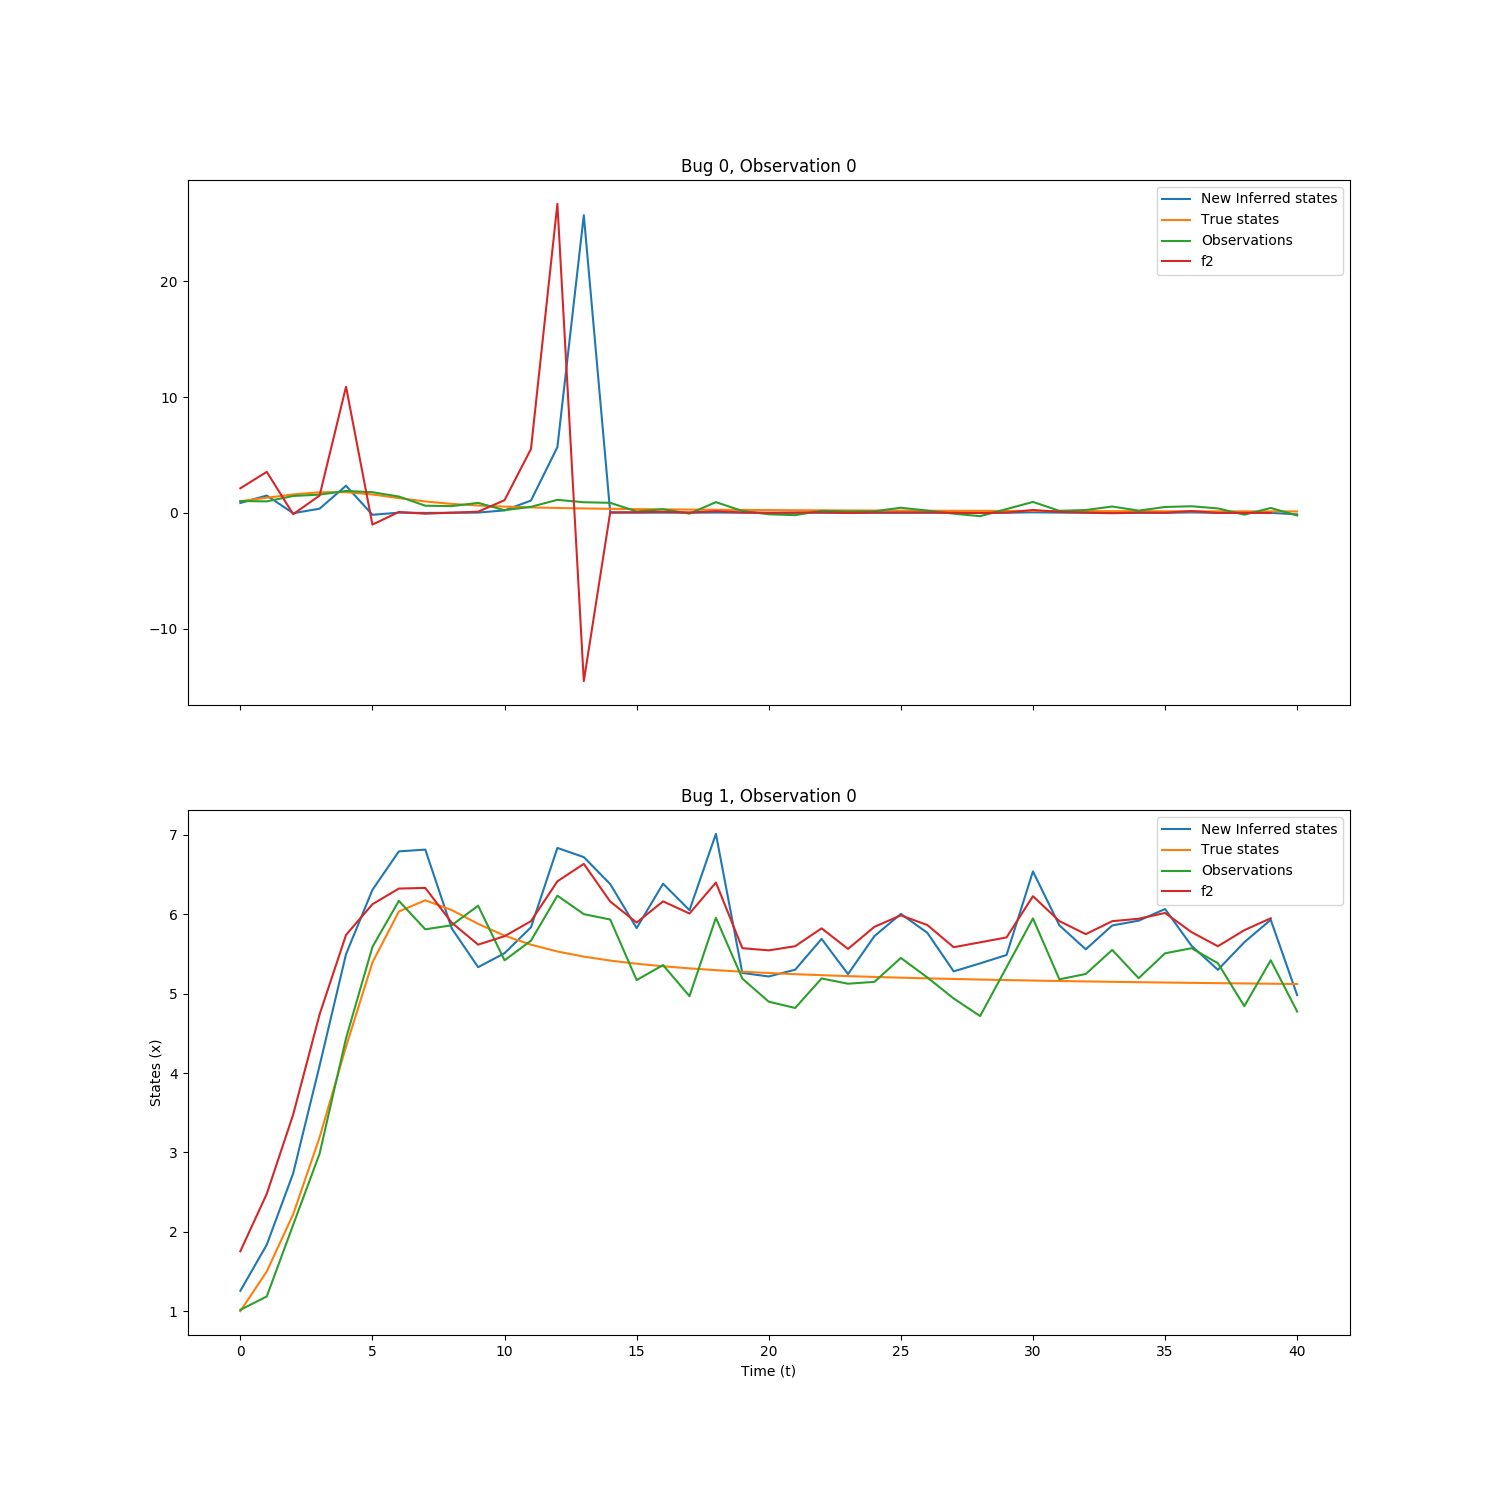 Bug 0, Observation 0
New Inferred states
True states
Observations
f2
20
10
0
−10
Bug 1, Observation 0
New Inferred states
True states
Observations
f2
7
6
5
4
3
2
1
States (x)
0 5 10 15 20 25 30 35 40
Time (t)